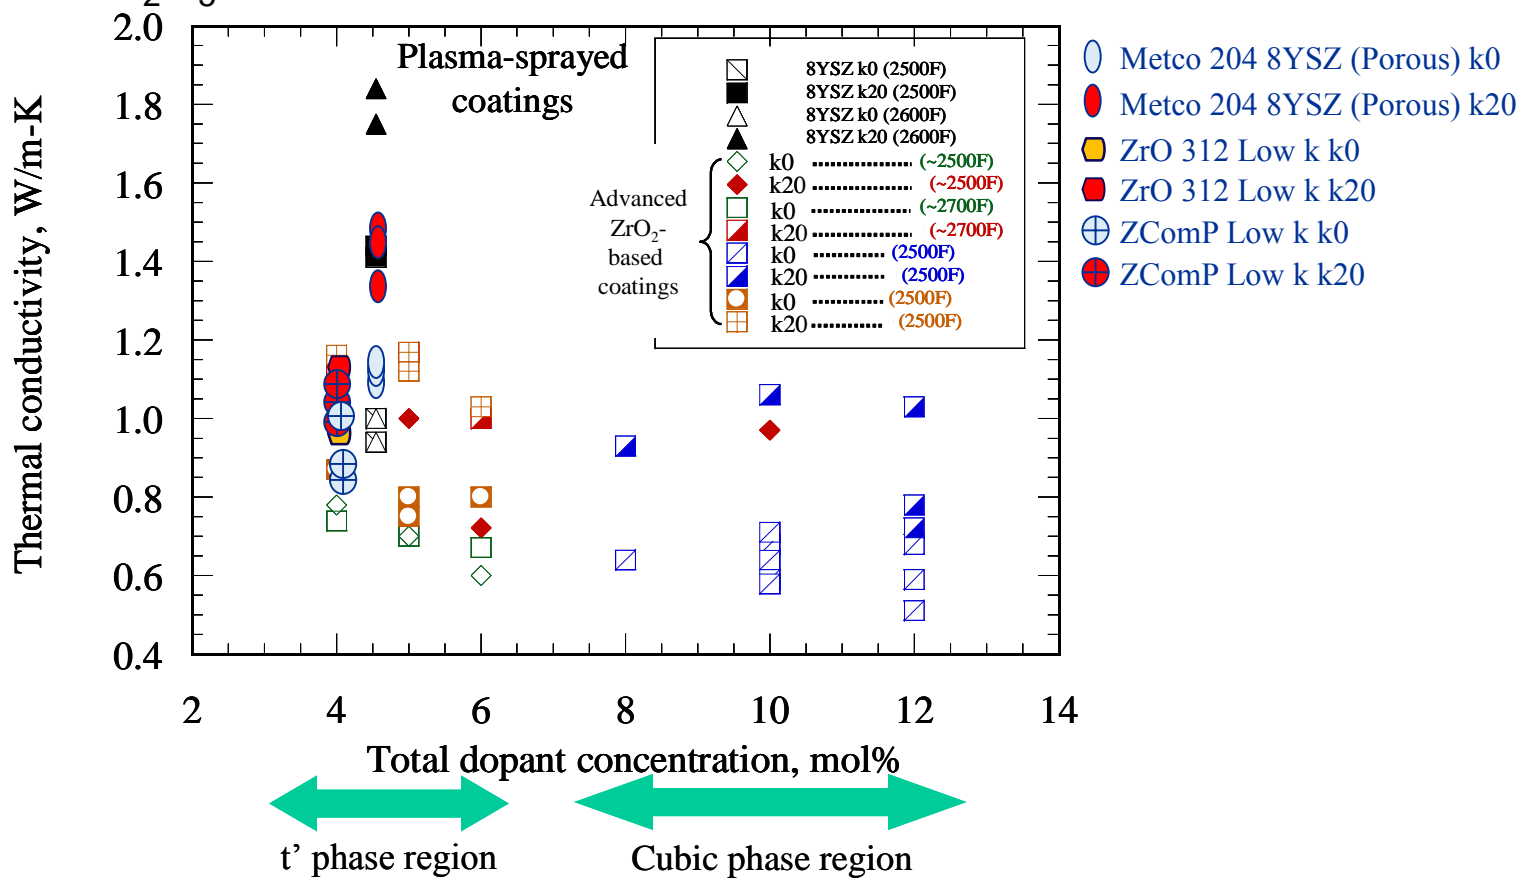 2.0
1.8
1.6
1.4
1.2
1.0
0.8
0.6
0.4
Thermal conductivity, W/m-K
Plasma-sprayed
coatings
8YSZ k0 (2500F)
8YSZ k20 (2500F)
8YSZ k0 (2600F)
8YSZ k20 (2600F)
Advanced
ZrO2-
based
coatings
k0 (~2500F)
k20 (~2500F)
k0 (~2700F)
k20 (~2700F)
k0 (2500F)
k20 (2500F)
k0 (2500F)
k20 (2500F)
Metco 204 8YSZ (Porous) k0
Metco 204 8YSZ (Porous) k20
ZrO 312 Low k k0
ZrO 312 Low k k20
ZComP Low k k0
ZComP Low k k20
2 4 6 8 10 12 14
Total dopant concentration, mol%
t’ phase region
Cubic phase region